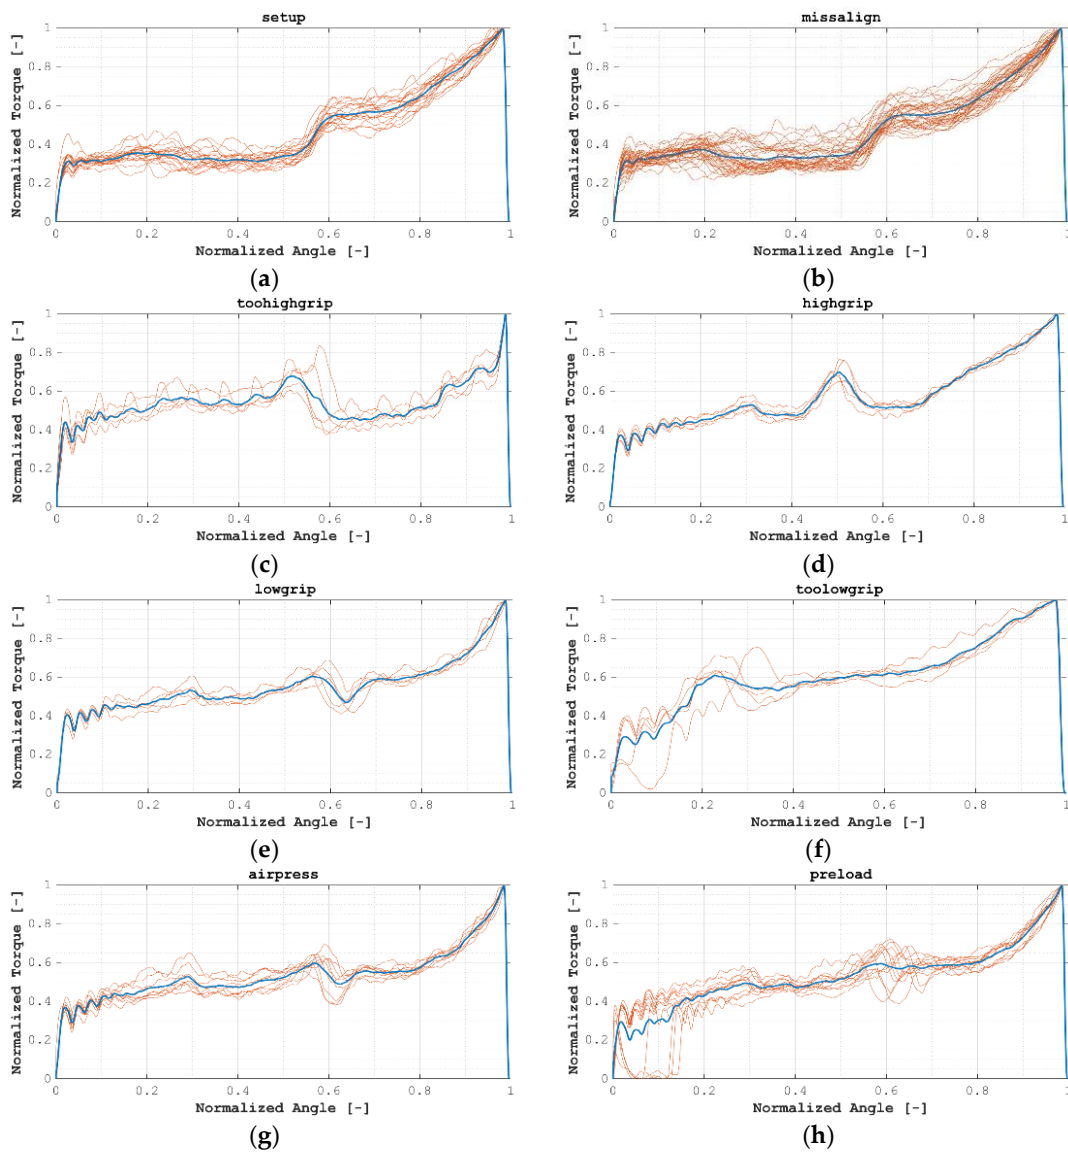 setup
Normalized Torque [-]
1
0.8
0.6
0.4
0.2
0
0 0.2 0.4 0.6 0.8 1
Normalized Angle [-]
(a)
missalign
Normalized Torque [-]
1
0.8
0.6
0.4
0.2
0
0 0.2 0.4 0.6 0.8 1
Normalized Angle [-]
(b)
toohighgrip
Normalized Torque [-]
1
0.8
0.6
0.4
0.2
0
0 0.2 0.4 0.6 0.8 1
Normalized Angle [-]
(c)
highgrip
Normalized Torque [-]
1
0.8
0.6
0.4
0.2
0
0 0.2 0.4 0.6 0.8 1
Normalized Angle [-]
(d)
lowgrip
Normalized Torque [-]
1
0.8
0.6
0.4
0.2
0
0 0.2 0.4 0.6 0.8 1
Normalized Angle [-]
(e)
toolowgrip
Normalized Torque [-]
1
0.8
0.6
0.4
0.2
0
0 0.2 0.4 0.6 0.8 1
Normalized Angle [-]
(f)
airpress
Normalized Torque [-]
1
0.8
0.6
0.4
0.2
0
0 0.2 0.4 0.6 0.8 1
Normalized Angle [-]
(g)
preload
Normalized Torque [-]
1
0.8
0.6
0.4
0.2
0
0 0.2 0.4 0.6 0.8 1
Normalized Angle [-]
(h)